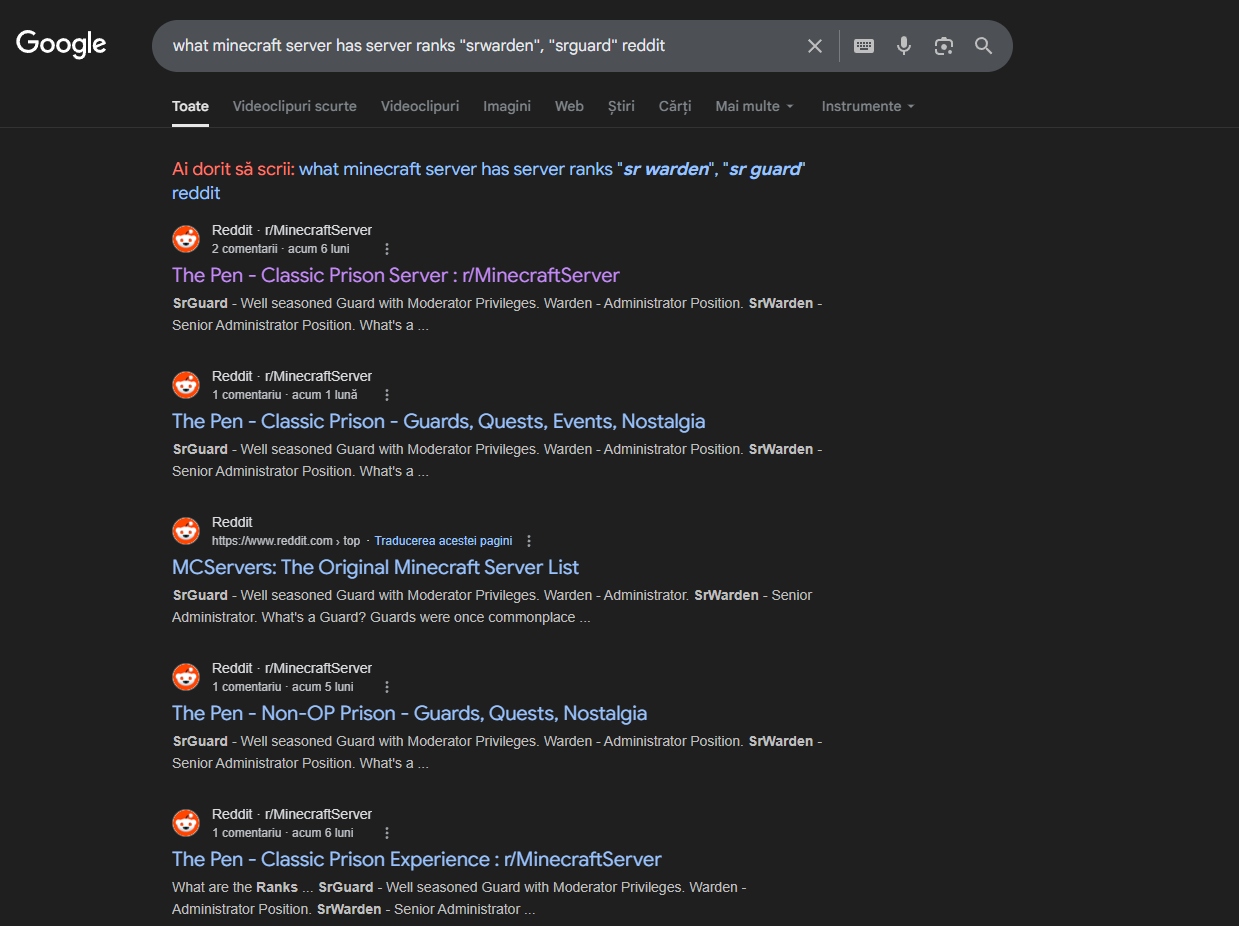 Google
what minecraft server has server ranks "srwarden", "srguard" reddit
Toate Videoclipuri scurte Videoclipuri Imagini Web Știri Cărți Mai multe Instrumente
Ai dorit să scrii: what minecraft server has server ranks "sr warden", "sr guard"
reddit
Reddit · r/MinecraftServer
2 comentarii · acum 6 luni
The Pen - Classic Prison Server : r/MinecraftServer
SrGuard - Well seasoned Guard with Moderator Privileges. Warden - Administrator Position. SrWarden -
Senior Administrator Position. What's a ...
Reddit · r/MinecraftServer
1 comentariu · acum 1 lună
The Pen - Classic Prison - Guards, Quests, Events, Nostalgia
SrGuard - Well seasoned Guard with Moderator Privileges. Warden - Administrator Position. SrWarden -
Senior Administrator Position. What's a ...
Reddit
https://www.reddit.com › top · Traducerea acestei pagini
MCServers: The Original Minecraft Server List
SrGuard - Well seasoned Guard with Moderator Privileges. Warden - Administrator. SrWarden - Senior
Administrator. What's a Guard? Guards were once commonplace ...
Reddit · r/MinecraftServer
1 comentariu · acum 5 luni
The Pen - Non-OP Prison - Guards, Quests, Nostalgia
SrGuard - Well seasoned Guard with Moderator Privileges. Warden - Administrator Position. SrWarden -
Senior Administrator Position. What's a ...
Reddit · r/MinecraftServer
1 comentariu · acum 6 luni
The Pen - Classic Prison Experience : r/MinecraftServer
What are the Ranks ... SrGuard - Well seasoned Guard with Moderator Privileges. Warden -
Administrator Position. SrWarden - Senior Administrator ...